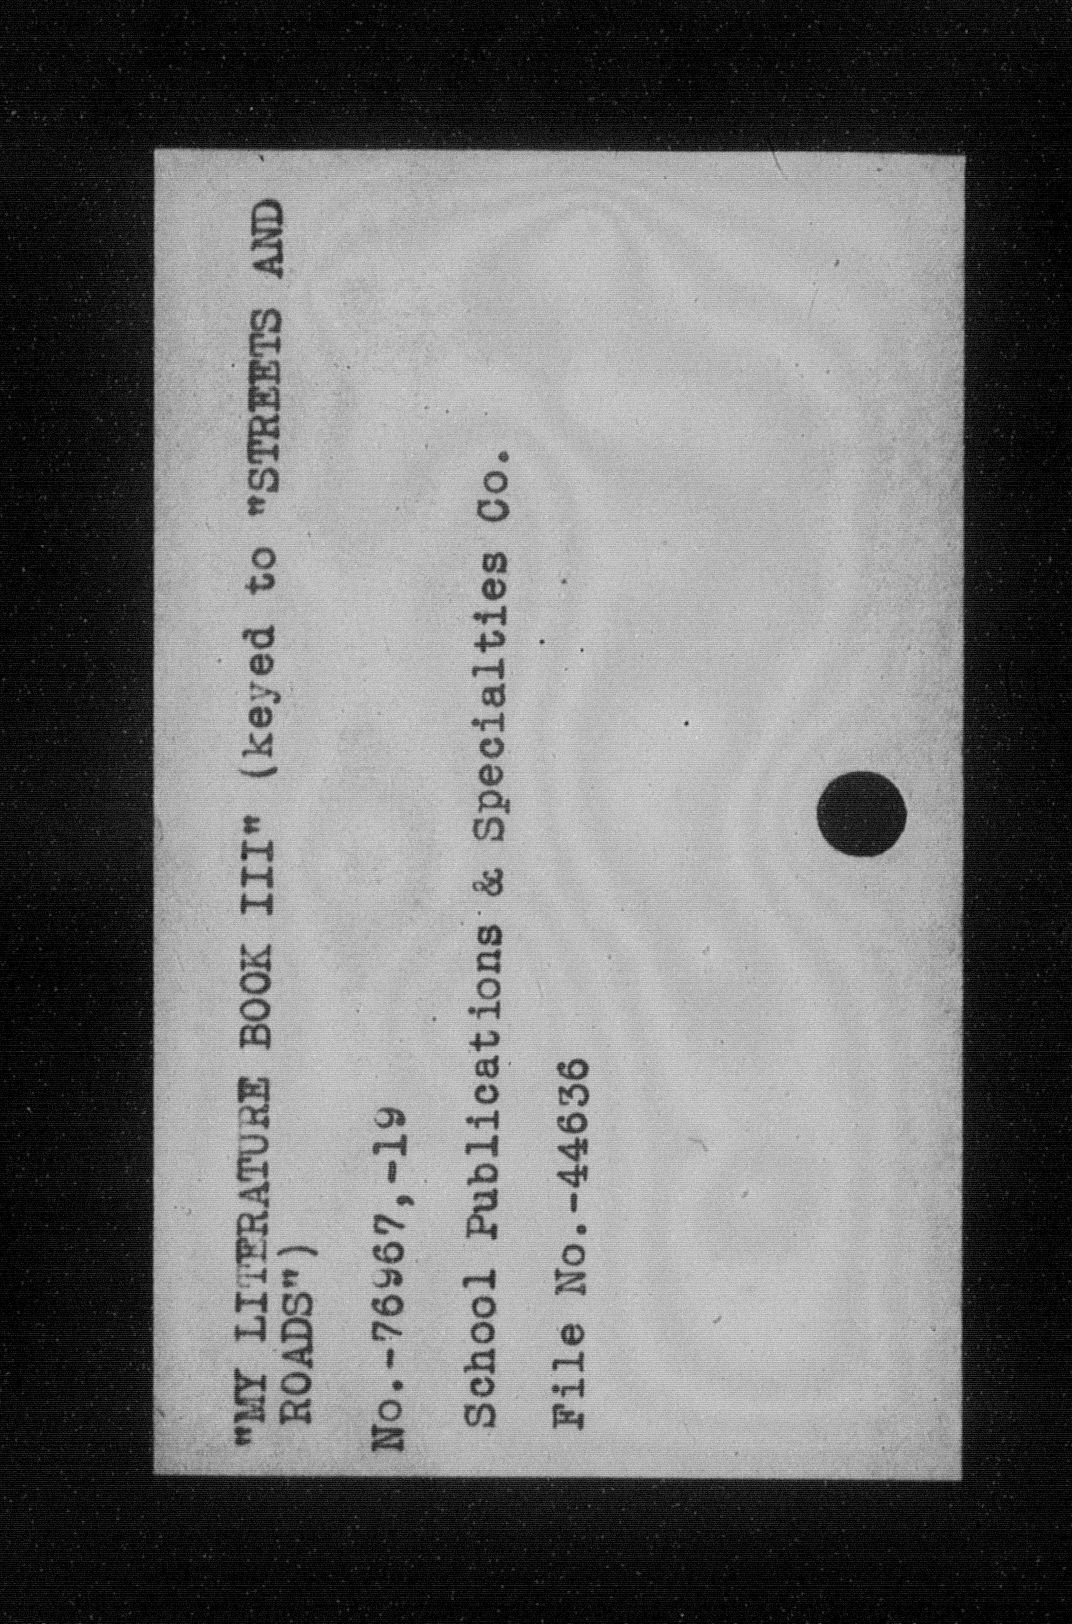 "MY LITERATURE BOOK III" (keyed to "STREETS AND
ROADS")
No.-76967,-19
School Publications & Specialties Co.
File No.-44636